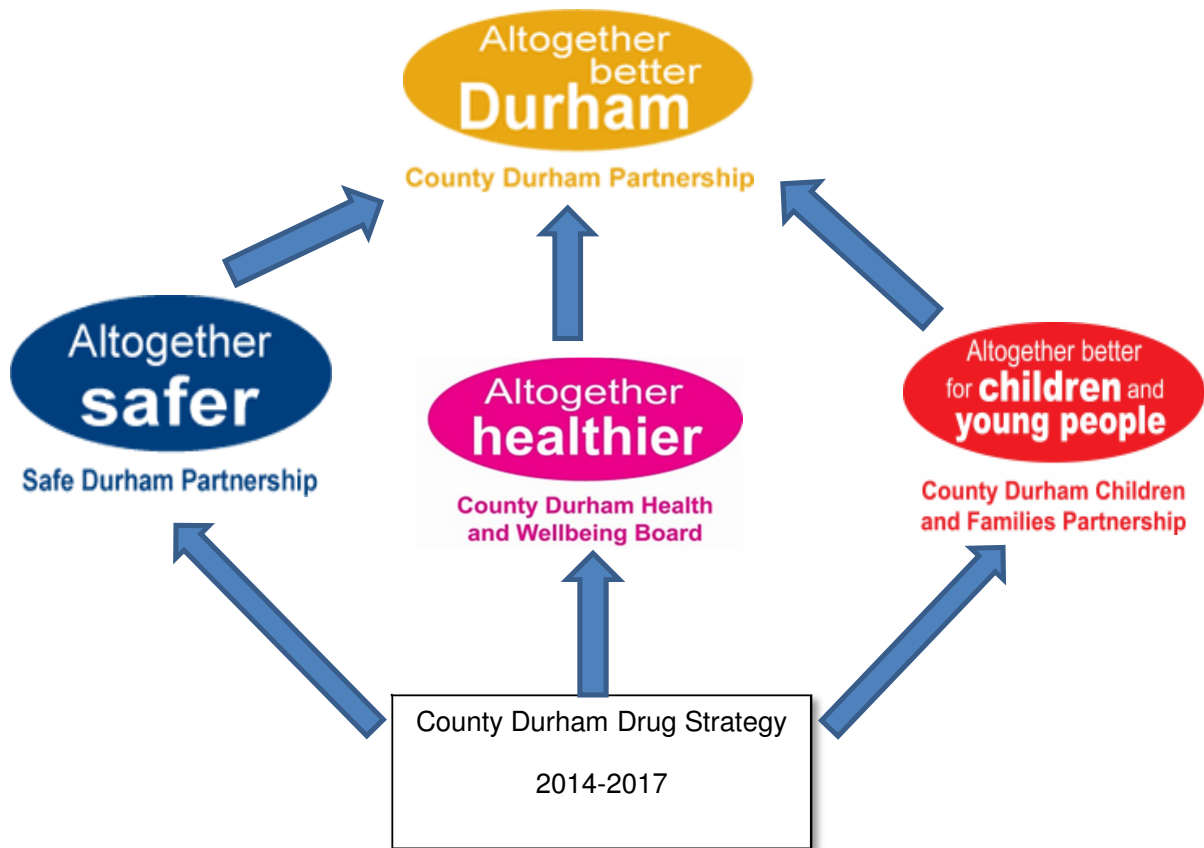 Altogether
better
Durham
County Durham Partnership
Altogether
safer
Safe Durham Partnership
Altogether
healthier
County Durham Health
and Wellbeing Board
Altogether better
for children and
young people
County Durham Children
and Families Partnership
County Durham Drug Strategy
2014-2017